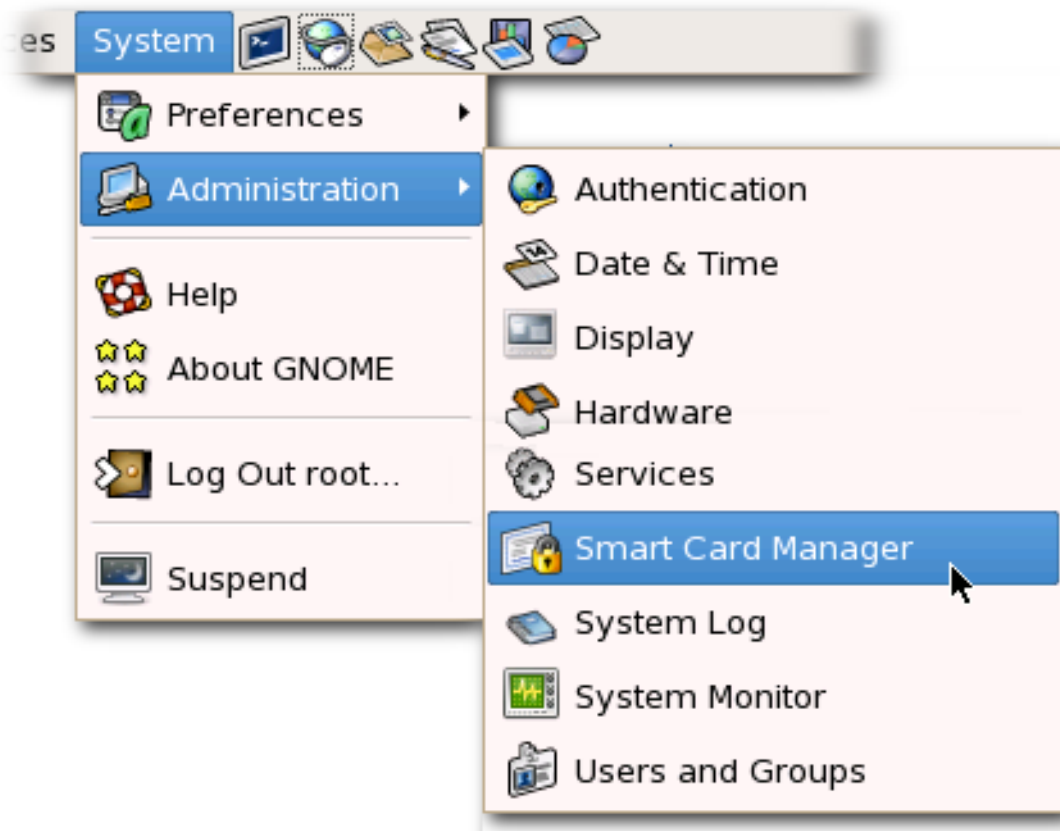 es System
Preferences
Administration
Help
About GNOME
Log Out root...
Suspend
Authentication
14
Date & Time
Display
Hardware
Services
Smart Card Manager
System Log
System Monitor
Users and Groups